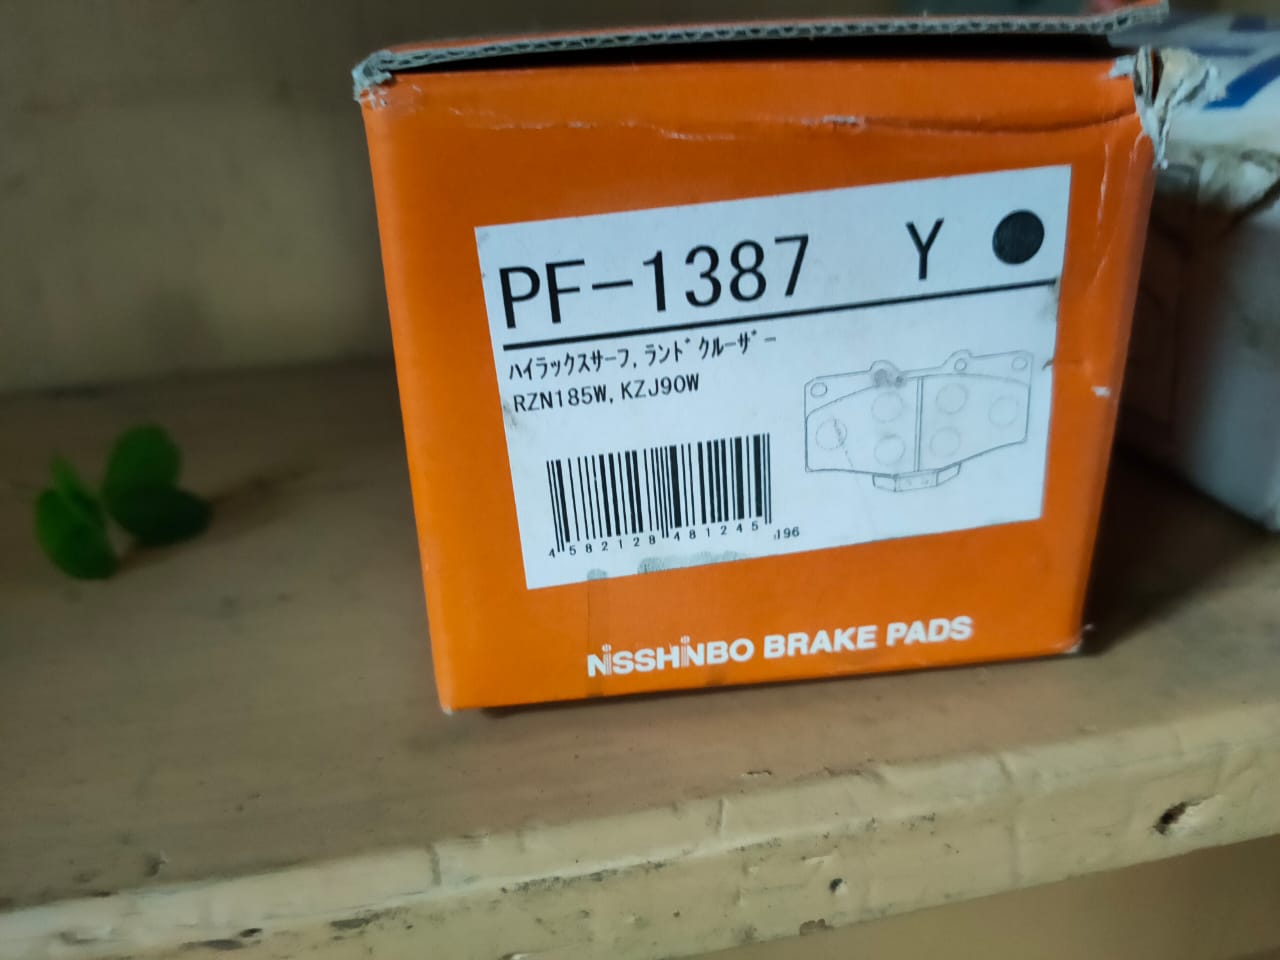 PF-1387 Y
ハイラックスサーフ,ランドクルーザー
RZN185W,KZJ90W
4582128481245 196
NiSSHiNBO BRAKE PADS